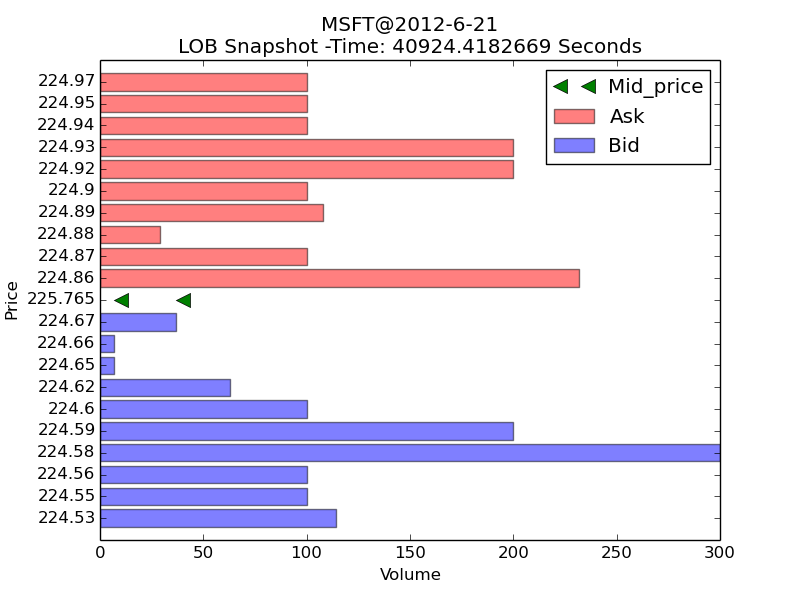 MSFT@2012-6-21
LOB Snapshot -Time: 40924.4182669 Seconds
Mid_price
Ask
Bid
Price
224.97
224.95
224.94
224.93
224.92
224.9
224.89
224.88
224.87
224.86
225.765
224.67
224.66
224.65
224.62
224.6
224.59
224.58
224.56
224.55
224.53
0 50 100 150 200 250 300
Volume